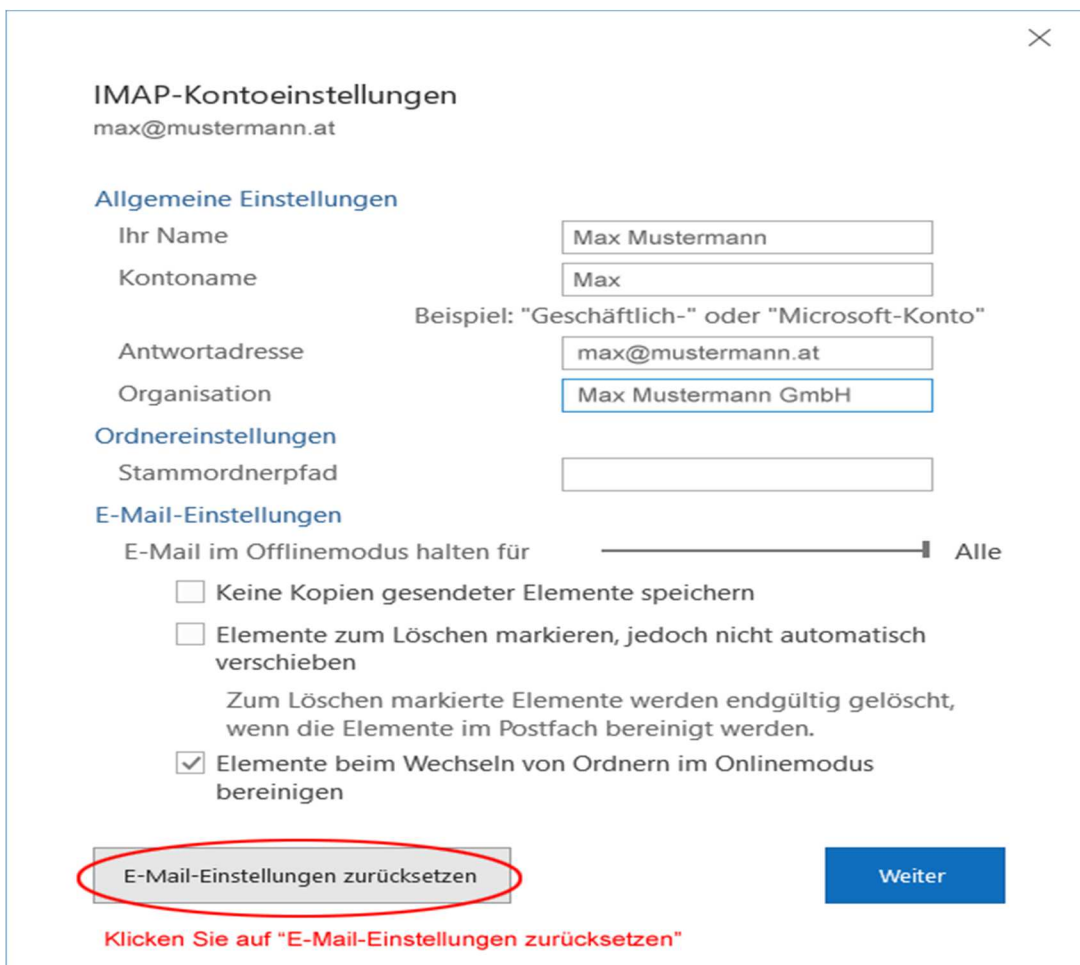 IMAP-Kontoeinstellungen
max@mustermann.at
Allgemeine Einstellungen
Ihr Name Max Mustermann
Kontoname Max
Beispiel: "Geschäftlich-" oder "Microsoft-Konto"
Antwortadresse max@mustermann.at
Organisation Max Mustermann GmbH
Ordnereinstellungen
Stammordnerpfad
E-Mail-Einstellungen
E-Mail im Offlinemodus halten für Alle
Keine Kopien gesendeter Elemente speichern
Elemente zum Löschen markieren, jedoch nicht automatisch
verschieben
Zum Löschen markierte Elemente werden endgültig gelöscht,
wenn die Elemente im Postfach bereinigt werden.
Elemente beim Wechseln von Ordnern im Onlinemodus
bereinigen
E-Mail-Einstellungen zurücksetzen Weiter
Klicken Sie auf “E-Mail-Einstellungen zurücksetzen”